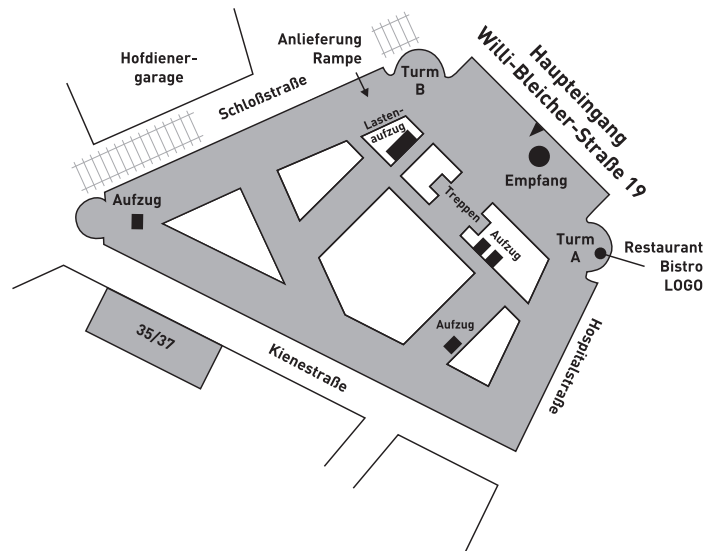 Hofdiener-
garage
Anlieferung
Rampe
Schloßstraße
Turm
B
Haupteingang
Willi-Bleicher-Straße 19
Lasten-
aufzug
Empfang
Treppen
Aufzug
Aufzug
Turm
A
Restaurant
Bistro
LOGO
Aufzug
35/37
Kienestraße
Hospitalstraße